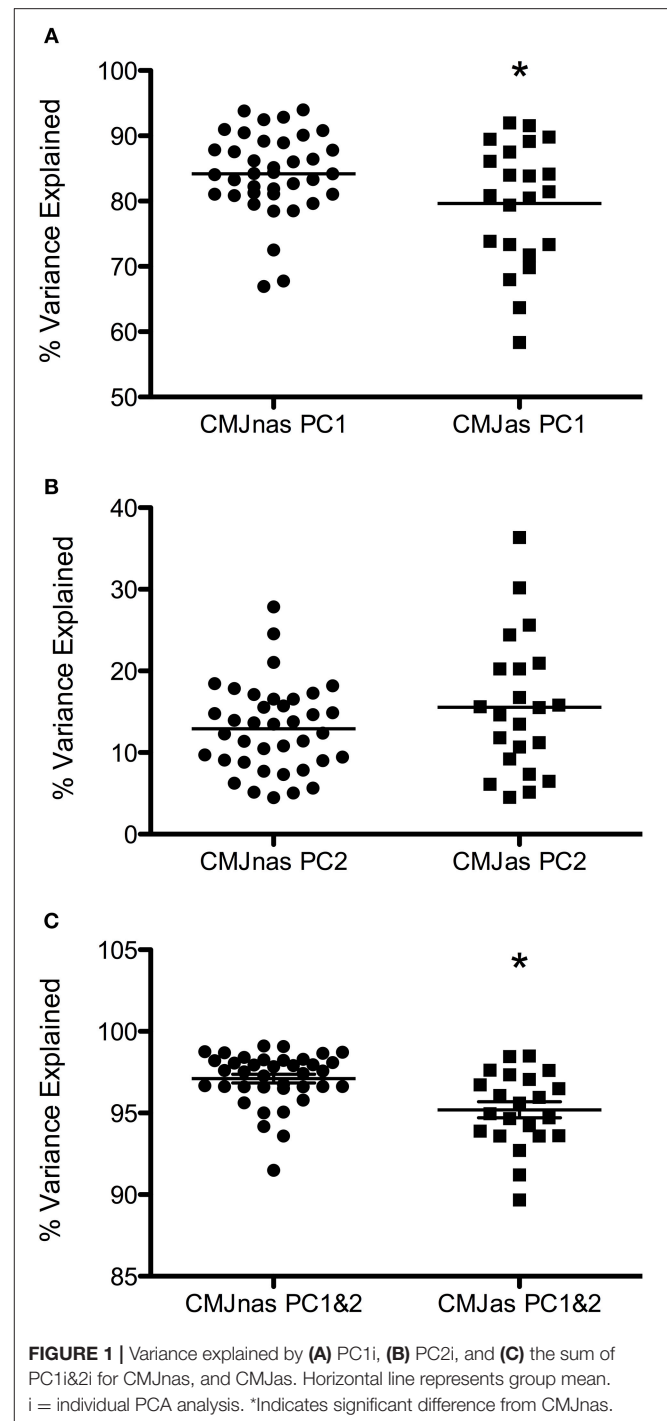 A
*
100
90
80
70
60
50
% Variance Explained
CMJnas PC1 CMJas PC1
B
40
30
20
10
0
% Variance Explained
CMJnas PC2 CMJas PC2
C
*
105
100
95
90
85
% Variance Explained
CMJnas PC1&2 CMJas PC1&2
FIGURE 1 | Variance explained by (A) PC1i, (B) PC2i, and (C) the sum of
PC1i&2i for CMJnas, and CMJas. Horizontal line represents group mean.
i = individual PCA analysis. *Indicates significant difference from CMJnas.